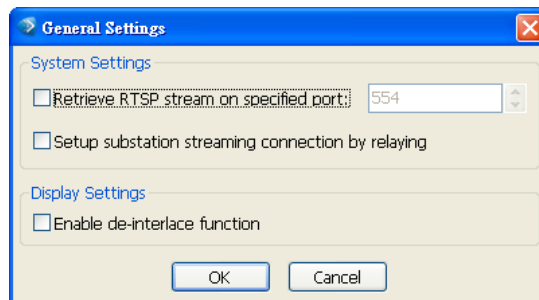 General Settings
System Settings
Retrieve RTSP stream on specified port: 554
Setup substation streaming connection by relaying
Display Settings
Enable de-interlace function
OK Cancel